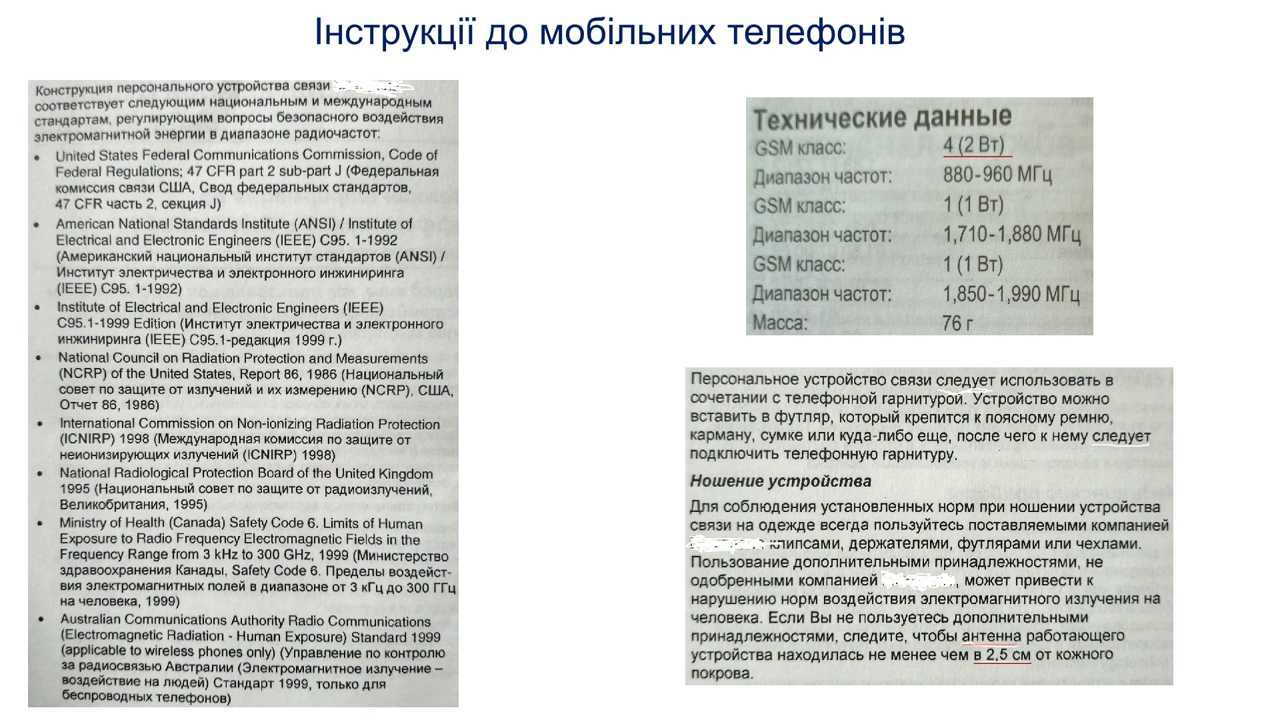 Інструкції до мобільних телефонів
Конструкция персонального устройства связи
соответствует следующим национальным и международным
стандартам, регулирующим вопросы безопасного воздействия
электромагнитной энергии в диапазоне радиочастот:
• United States Federal Communications Commission, Code of
Federal Regulations; 47 CFR part 2 sub-part J (Федеральная
комиссия связи США, Свод федеральных стандартов,
47 CFR часть 2, секция J)
• American National Standards Institute (ANSI) / Institute of
Electrical and Electronic Engineers (IEEE) C95. 1-1992
(Американский национальный институт стандартов (ANSI) /
Институт электричества и электронного инжиниринга
(IEEE) C95. 1-1992)
• Institute of Electrical and Electronic Engineers (IEEE)
C95.1-1999 Edition (Институт электричества и электронного
инжиниринга (IEEE) C95.1-редакция 1999 г.)
• National Council on Radiation Protection and Measurements
(NCRP) of the United States, Report 86, 1986 (Национальный
совет по защите от излучений и их измерению (NCRP), США,
Отчет 86, 1986)
• International Commission on Non-ionizing Radiation Protection
(ICNIRP) 1998 (Международная комиссия по защите от
неионизирующих излучений (ICNIRP) 1998)
• National Radiological Protection Board of the United Kingdom
1995 (Национальный совет по защите от радиоизлучений,
Великобритания, 1995)
• Ministry of Health (Canada) Safety Code 6. Limits of Human
Exposure to Radio Frequency Electromagnetic Fields in the
Frequency Range from 3 kHz to 300 GHz, 1999 (Министерство
здравоохранения Канады, Safety Code 6. Пределы воздейст-
вия электромагнитных полей в диапазоне от 3 кГц до 300 ГГц
на человека, 1999)
• Australian Communications Authority Radio Communications
(Electromagnetic Radiation - Human Exposure) Standard 1999
(applicable to wireless phones only) (Управление по контролю
за радиосвязью Австралии (Электромагнитное излучение –
воздействие на людей) Стандарт 1999, только для
беспроводных телефонов)
Технические данные
GSM класс: 4 (2 Вт)
Диапазон частот: 880-960 МГц
GSM класс: 1 (1 Вт)
Диапазон частот: 1,710-1,880 МГц
GSM класс: 1 (1 Вт)
Диапазон частот: 1,850-1,990 МГц
Масса: 76 г
Персональное устройство связи следует использовать в
сочетании с телефонной гарнитурой. Устройство можно
вставить в футляр, который крепится к поясному ремню,
карману, сумке или куда-либо еще, после чего к нему следует
подключить телефонную гарнитуру.
Ношение устройства
Для соблюдения установленных норм при ношении устройства
связи на одежде всегда пользуйтесь поставляемыми компанией
клипсами, держателями, футлярами или чехлами.
Пользование дополнительными принадлежностями, не
одобренными компанией , может привести к
нарушению норм воздействия электромагнитного излучения на
человека. Если Вы не пользуетесь дополнительными
принадлежностями, следите, чтобы антенна работающего
устройства находилась не менее чем в 2,5 см от кожного
покрова.